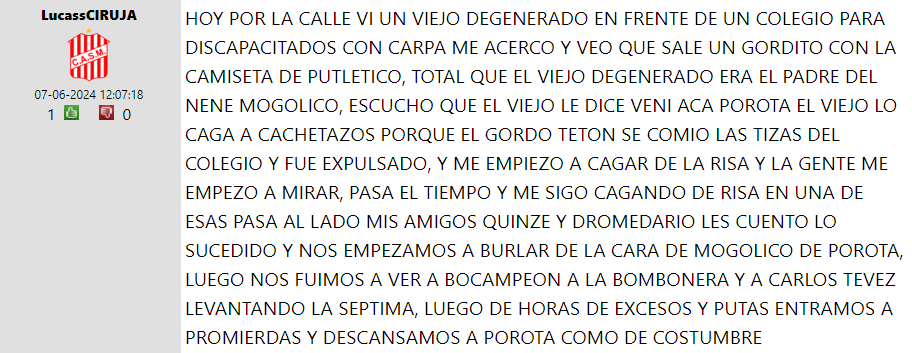 LucassCIRUJA
C.A.S.M.
07-06-2024 12:07:18
1 0
HOY POR LA CALLE VI UN VIEJO DEGENERADO EN FRENTE DE UN COLEGIO PARA
DISCAPACITADOS CON CARPA ME ACERCO Y VEO QUE SALE UN GORDITO CON LA
CAMISETA DE PUTLETICO, TOTAL QUE EL VIEJO DEGENERADO ERA EL PADRE DEL
NENE MOGOLICO, ESCUCHO QUE EL VIEJO LE DICE VENI ACA POROTA EL VIEJO LO
CAGA A CACHETAZOS PORQUE EL GORDO TETON SE COMIO LAS TIZAS DEL
COLEGIO Y FUE EXPULSADO, Y ME EMPIEZO A CAGAR DE LA RISA Y LA GENTE ME
EMPEZO A MIRAR, PASA EL TIEMPO Y ME SIGO CAGANDO DE RISA EN UNA DE
ESAS PASA AL LADO MIS AMIGOS QUINZE Y DROMEDARIO LES CUENTO LO
SUCEDIDO Y NOS EMPEZAMOS A BURLAR DE LA CARA DE MOGOLICO DE POROTA,
LUEGO NOS FUIMOS A VER A BOCAMPEON A LA BOMBONERA Y A CARLOS TEVEZ
LEVANTANDO LA SEPTIMA, LUEGO DE HORAS DE EXCESOS Y PUTAS ENTRAMOS A
PROMIERDAS Y DESCANSAMOS A POROTA COMO DE COSTUMBRE